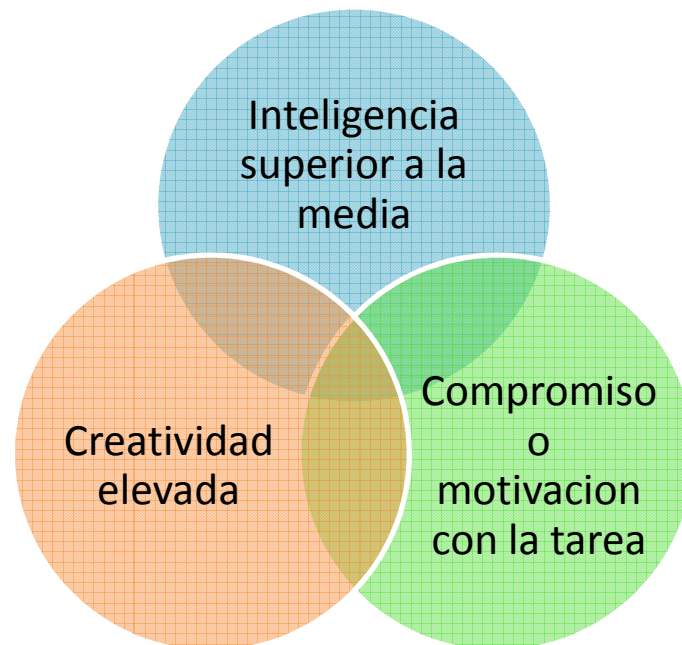 Inteligencia
superior a la
media
Creatividad
elevada
Compromiso
o
motivacion
con la tarea